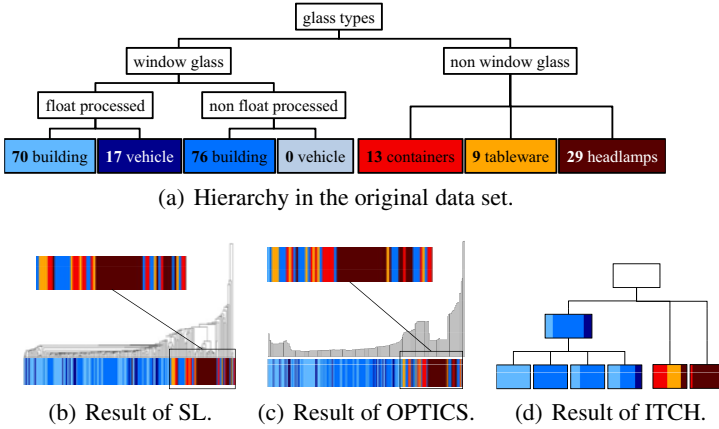 glass types
window glass
non window glass
float processed
non float processed
70 building
17 vehicle
76 building
0 vehicle
13 containers
9 tableware
29 headlamps
(a) Hierarchy in the original data set.
(b) Result of SL.
(c) Result of OPTICS.
(d) Result of ITCH.